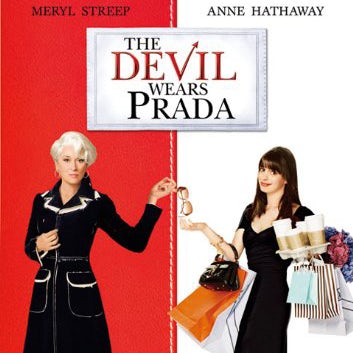 MERYL STREEP
ANNE HATHAWAY
THE
DEVIL
WEARS
PRADA